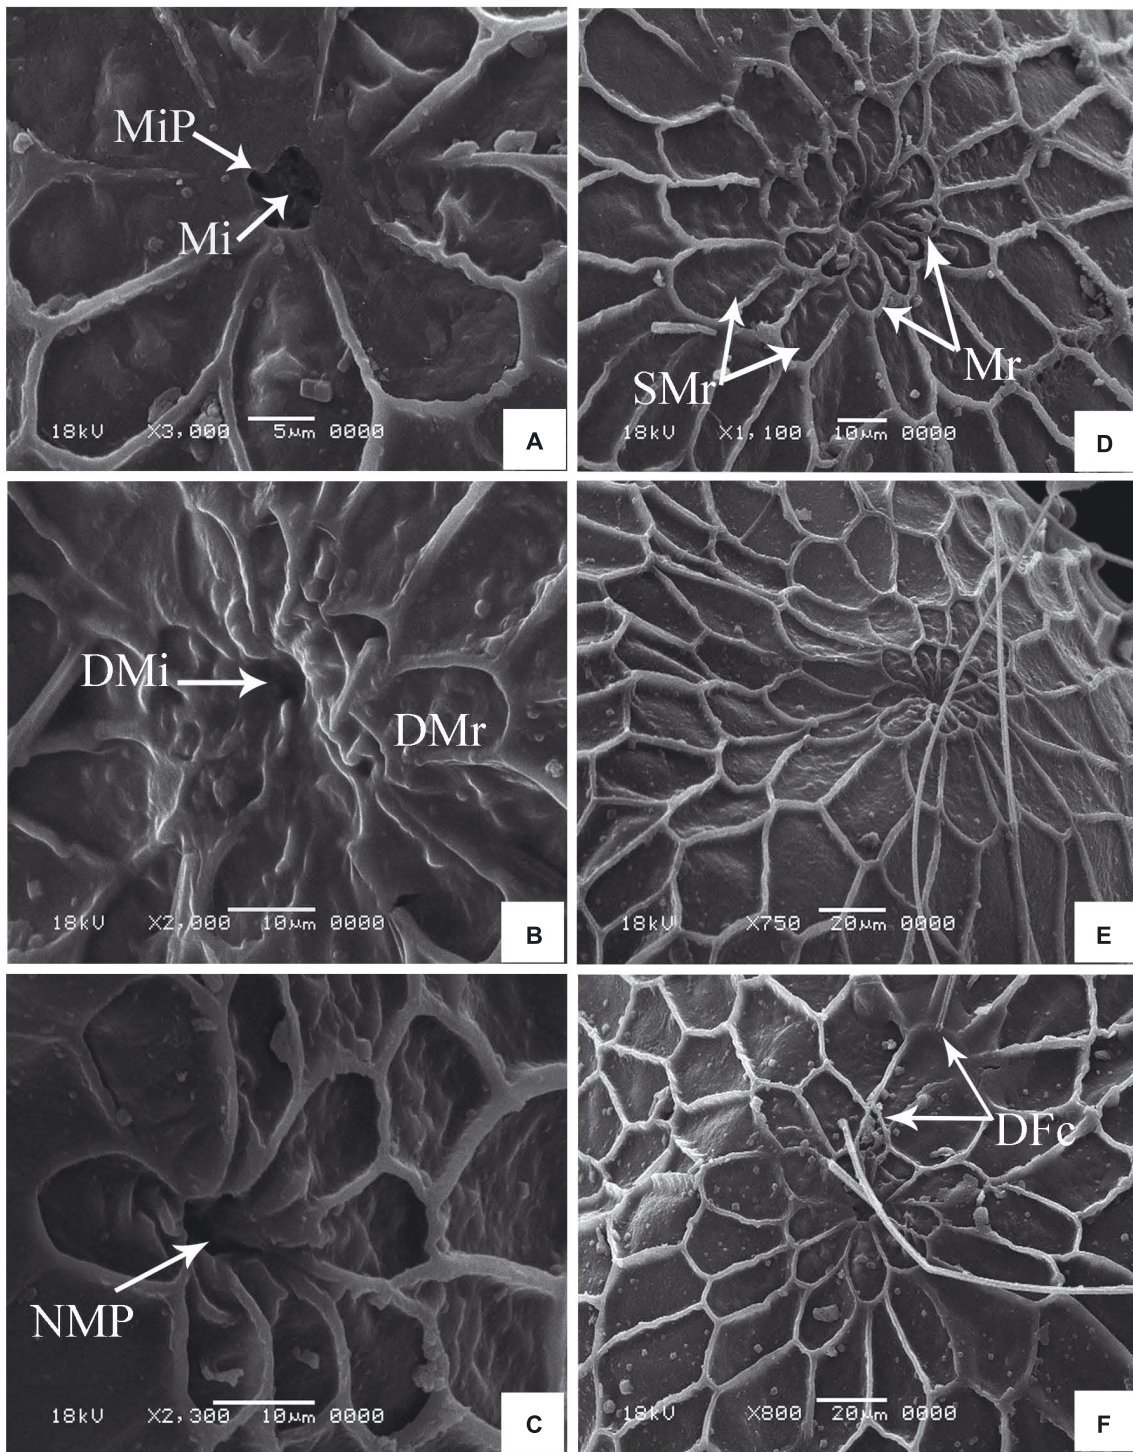 MiP
Mi
18kV X3,000 5µm 0000
A
SMr
Mr
18kV X1,100 10µm 0000
D
DMi
DMr
18kV X2,000 10µm 0000
B
18kV X750 20µm 0000
E
NMP
18kV X2,300 10µm 0000
C
DFc
18kV X800 20µm 0000
F